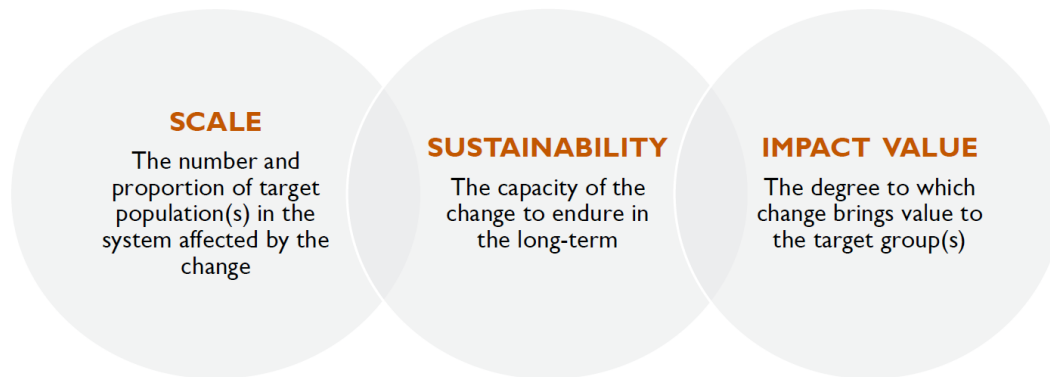 SCALE
The number and
proportion of target
population(s) in the
system affected by the
change
SUSTAINABILITY
The capacity of the
change to endure in
the long-term
IMPACT VALUE
The degree to which
change brings value to
the target group(s)